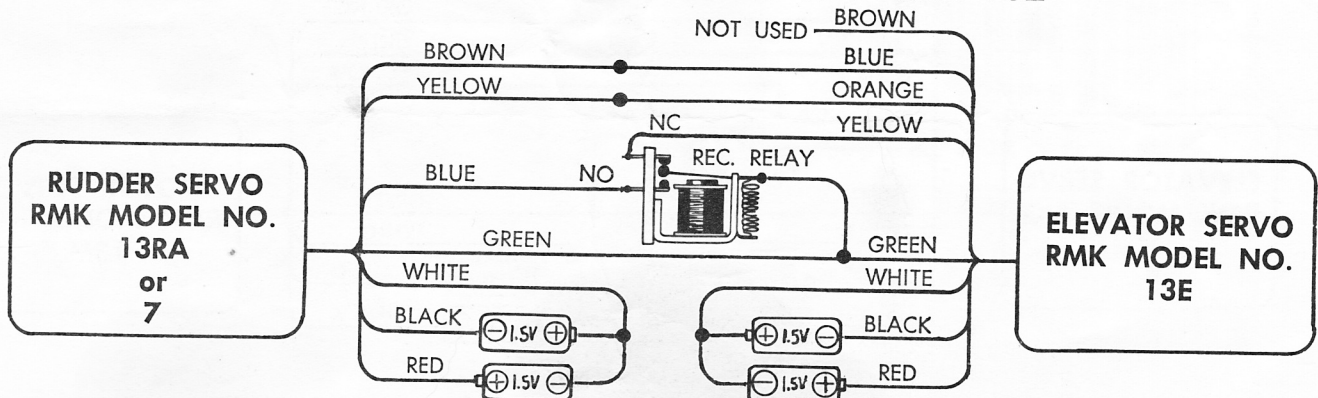 NOT USED BROWN
BROWN BLUE
YELLOW ORANGE
NC YELLOW
REC. RELAY
BLUE NO
GREEN GREEN
WHITE WHITE
BLACK ⊖ 1.5V ⊕ ⊕ 1.5V ⊖ BLACK
RED ⊕ 1.5V ⊖ ⊖ 1.5V ⊕ RED
RUDDER SERVO
RMK MODEL NO.
13RA
or
7
ELEVATOR SERVO
RMK MODEL NO.
13E